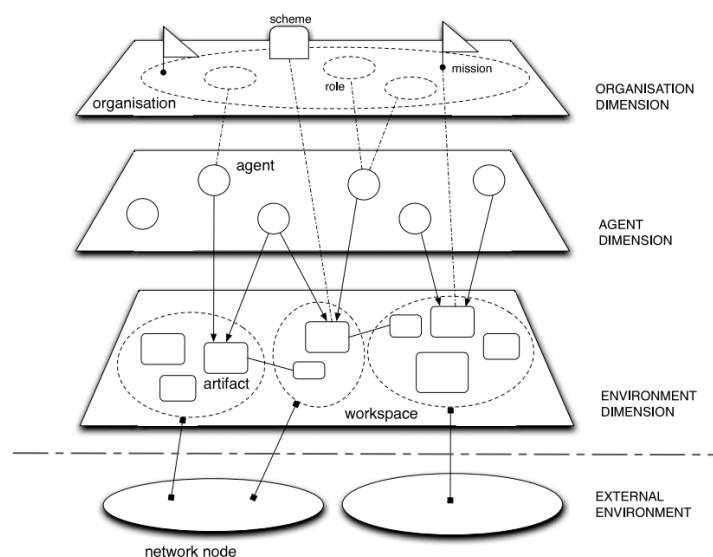 scheme
mission
role
organisation
ORGANISATION
DIMENSION
agent
AGENT
DIMENSION
artifact
workspace
ENVIRONMENT
DIMENSION
EXTERNAL
ENVIRONMENT
network node